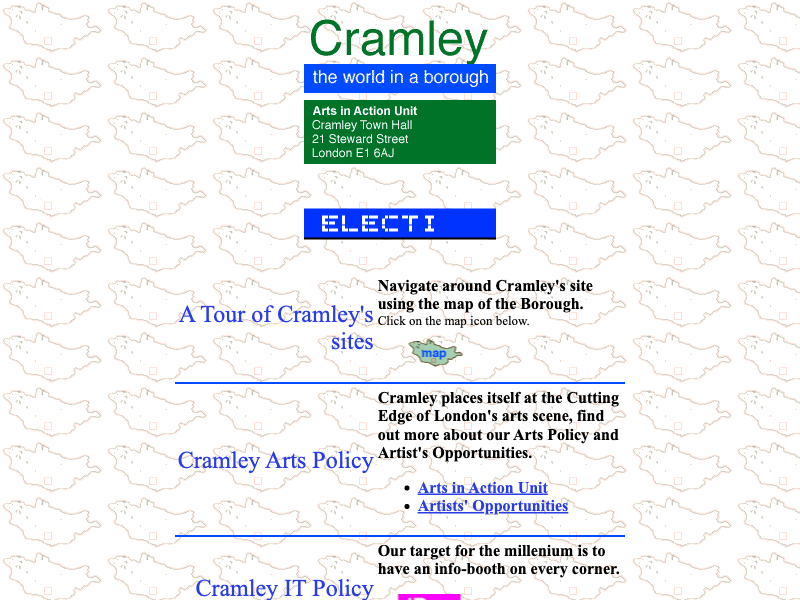 Cramley
the world in a borough
Arts in Action Unit
Cramley Town Hall
21 Steward Street
London E1 6AJ
ELECTI
Navigate around Cramley's site
using the map of the Borough.
Click on the map icon below.
A Tour of Cramley's
sites
map
Cramley places itself at the Cutting
Edge of London's arts scene, find
out more about our Arts Policy and
Artist's Opportunities.
Cramley Arts Policy
Arts in Action Unit
Artists' Opportunities
Our target for the millenium is to
have an info-booth on every corner.
Cramley IT Policy